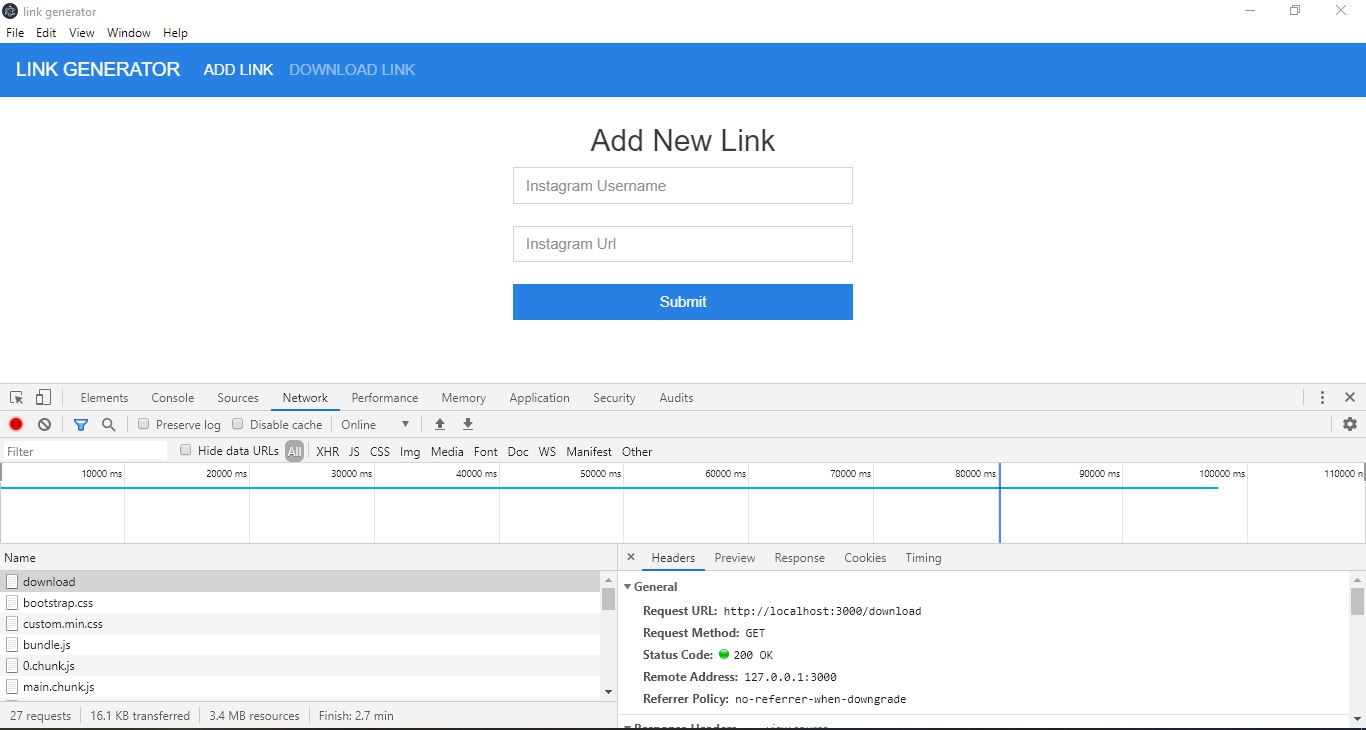 link generator
File Edit View Window Help
LINK GENERATOR ADD LINK DOWNLOAD LINK
Add New Link
Instagram Username
Instagram Url
Submit
Elements Console Sources Network Performance Memory Application Security Audits
Preserve log Disable cache Online
Filter Hide data URLs All XHR JS CSS Img Media Font Doc WS Manifest Other
10000 ms 20000 ms 30000 ms 40000 ms 50000 ms 60000 ms 70000 ms 80000 ms 90000 ms 100000 ms 110000 m
Name
download
bootstrap.css
custom.min.css
bundle.js
0.chunk.js
main.chunk.js
27 requests 16.1 KB transferred 3.4 MB resources Finish: 2.7 min
Headers Preview Response Cookies Timing
General
Request URL: http://localhost:3000/download
Request Method: GET
Status Code: 200 OK
Remote Address: 127.0.0.1:3000
Referrer Policy: no-referrer-when-downgrade
Response Headers view source